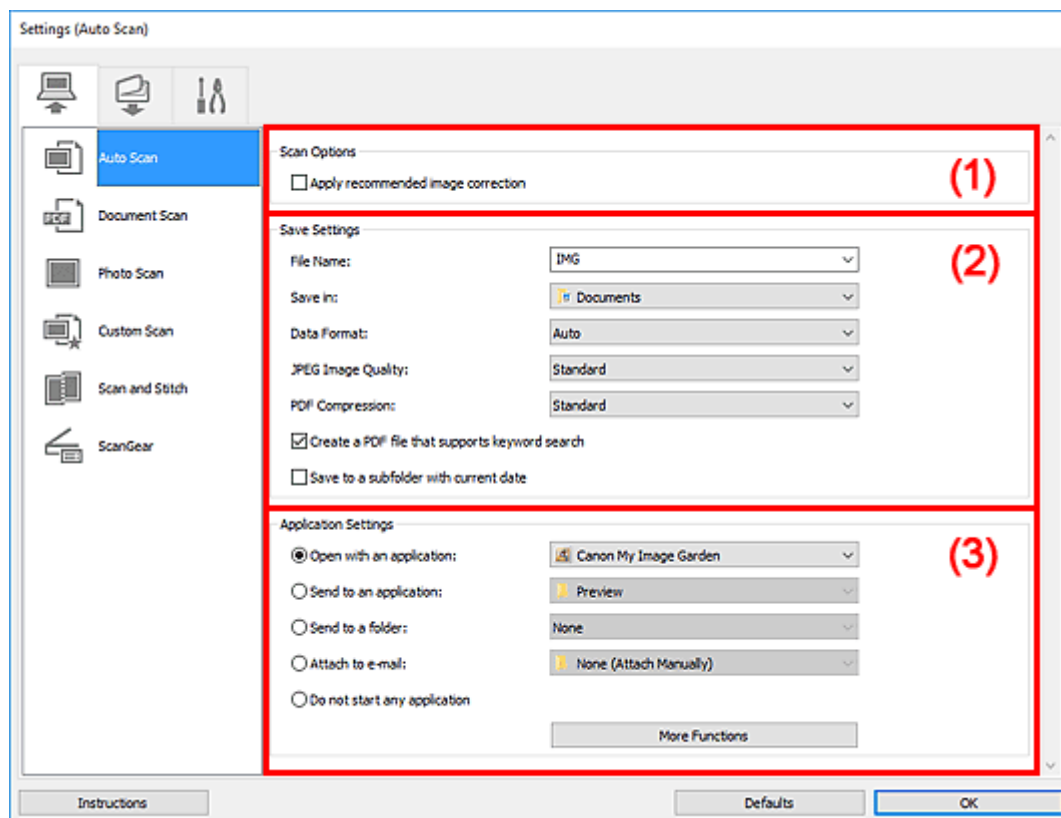 Settings (Auto Scan)
Auto Scan
Document Scan
Photo Scan
Custom Scan
Scan and Stitch
ScanGear
Scan Options
Apply recommended image correction
(1)
Save Settings
(2)
File Name: IMG
Save in: Documents
Data Format: Auto
JPEG Image Quality: Standard
PDF Compression: Standard
Create a PDF file that supports keyword search
Save to a subfolder with current date
Application Settings
(3)
Open with an application: Canon My Image Garden
Send to an application: Preview
Send to a folder: None
Attach to e-mail: None (Attach Manually)
Do not start any application
More Functions
Instructions Defaults OK